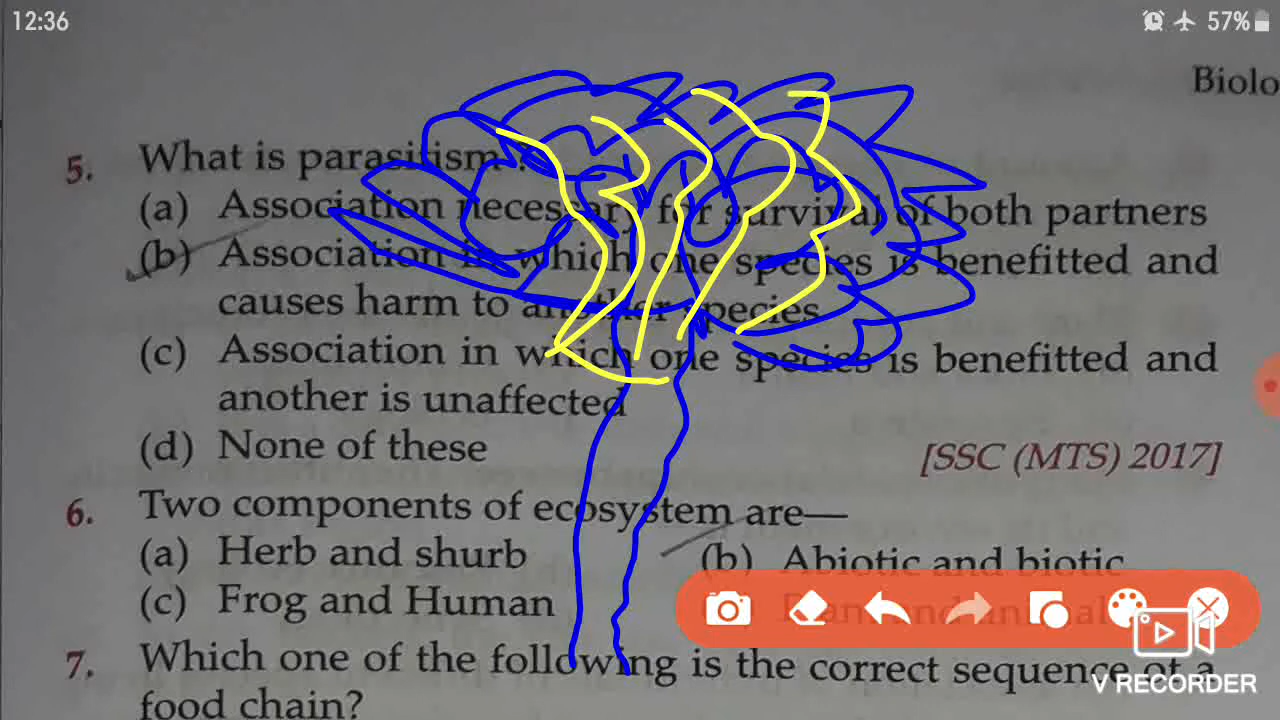 12:36
57%
Biolo
5. What is parasitism ?
(a) Association necessary for survival of both partners
(b) Association in which one species is benefitted and
causes harm to another species
(c) Association in which one species is benefitted and
another is unaffected
(d) None of these [SSC (MTS) 2017]
6. Two components of ecosystem are—
(a) Herb and shurb (b) Abiotic and biotic
(c) Frog and Human
7. Which one of the following is the correct sequence of a
food chain?
V RECORDER